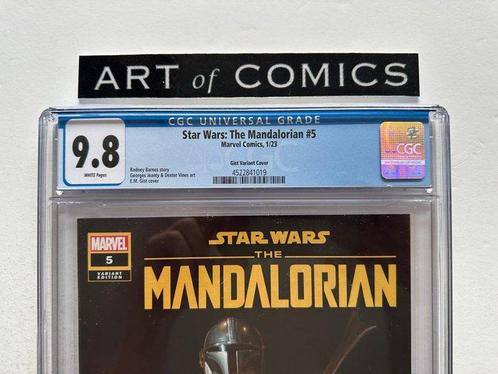 ART of COMICS
CGC UNIVERSAL GRADE
9.8
WHITE Pages
Star Wars: The Mandalorian #5
Marvel Comics, 1/23
Gist Variant Cover
4522841019
Rodney Barnes story
Georges Jeanty & Dexter Vines art
E.M. Gist cover
CGC
MARVEL
5
VARIANT
EDITION
STAR WARS
THE
MANDALORIAN